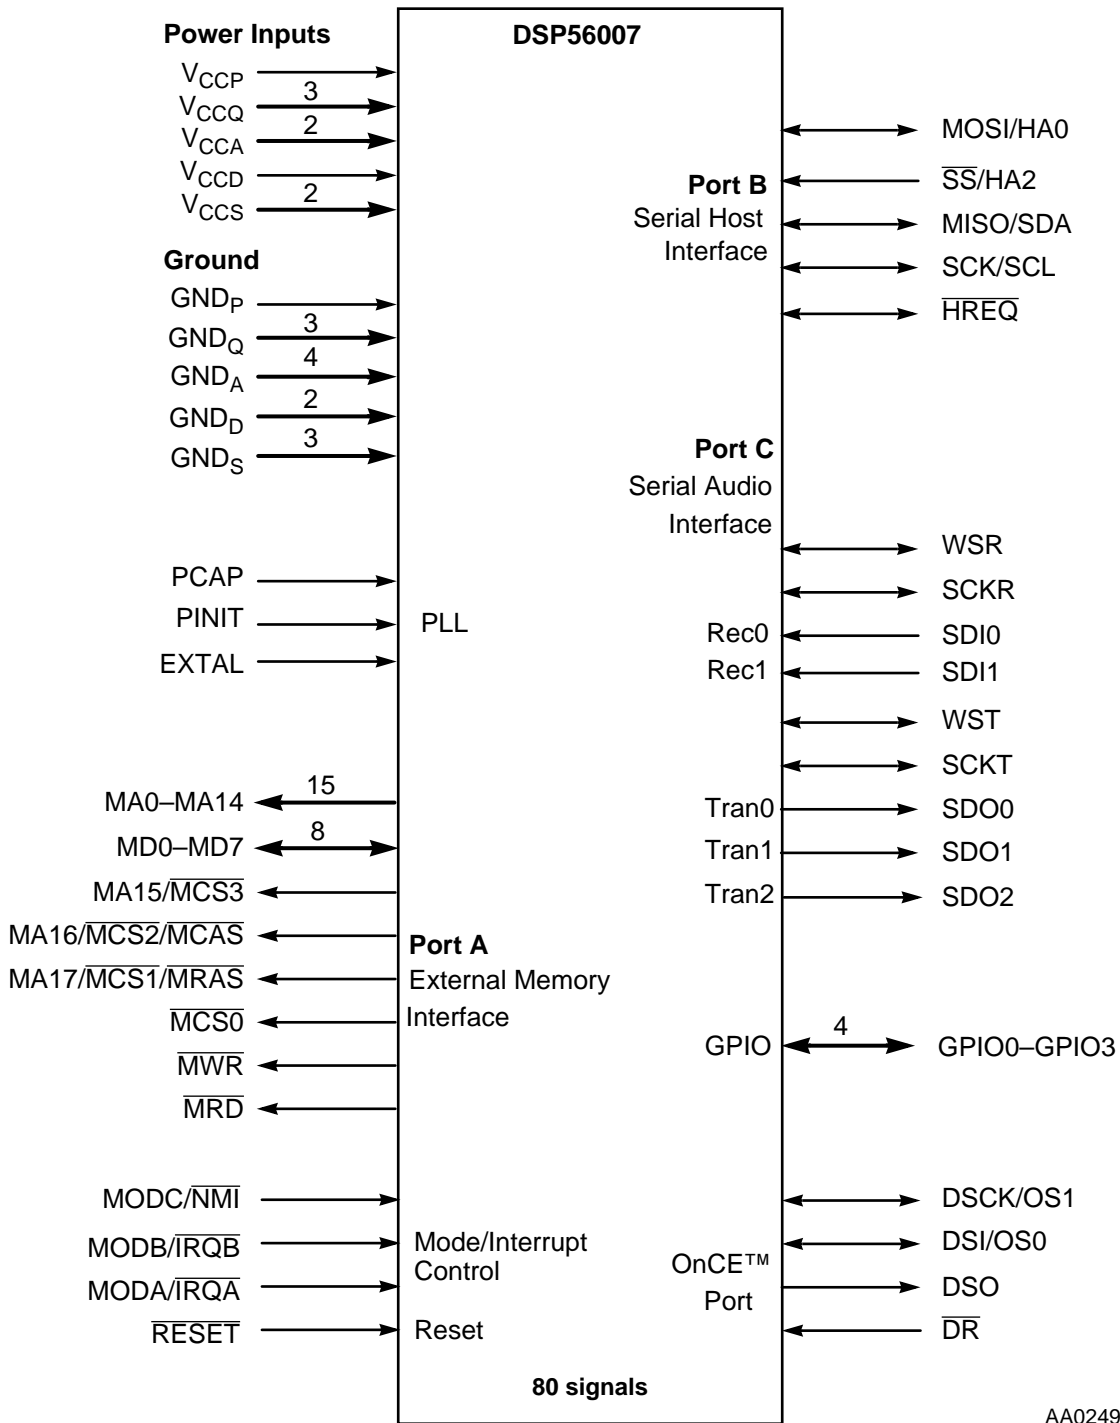 DSP56007
Power Inputs
VCCP
3
VCCQ
2
VCCA
VCCD
2
VCCS
Ground
GNDP
3
GNDQ
4
GNDA
2
GNDD
3
GNDS
PCAP
PINIT
EXTAL
PLL
15
MA0–MA14
8
MD0–MD7
MA15/MCS3
MA16/MCS2/MCAS
MA17/MCS1/MRAS
MCS0
MWR
MRD
Port A
External Memory
Interface
MODC/NMI
MODB/IRQB
MODA/IRQA
RESET
Mode/Interrupt
Control
Reset
Port B
Serial Host
Interface
MOSI/HA0
SS/HA2
MISO/SDA
SCK/SCL
HREQ
Port C
Serial Audio
Interface
WSR
SCKR
Rec0 SDI0
Rec1 SDI1
WST
SCKT
Tran0 SDO0
Tran1 SDO1
Tran2 SDO2
4
GPIO GPIO0–GPIO3
OnCE™
Port
DSCK/OS1
DSI/OS0
DSO
DR
80 signals
AA0249